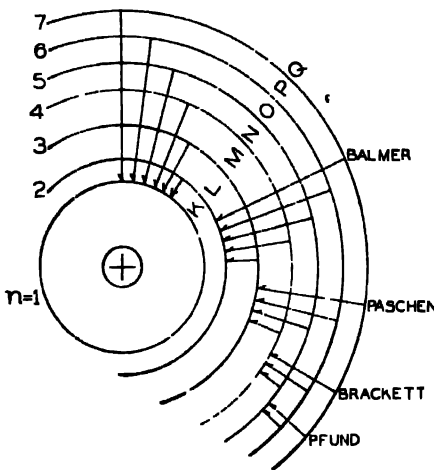 7
6
5
4
3
2
n=1
K L M N O P Q
BALMER
PASCHEN
BRACKETT
PFUND